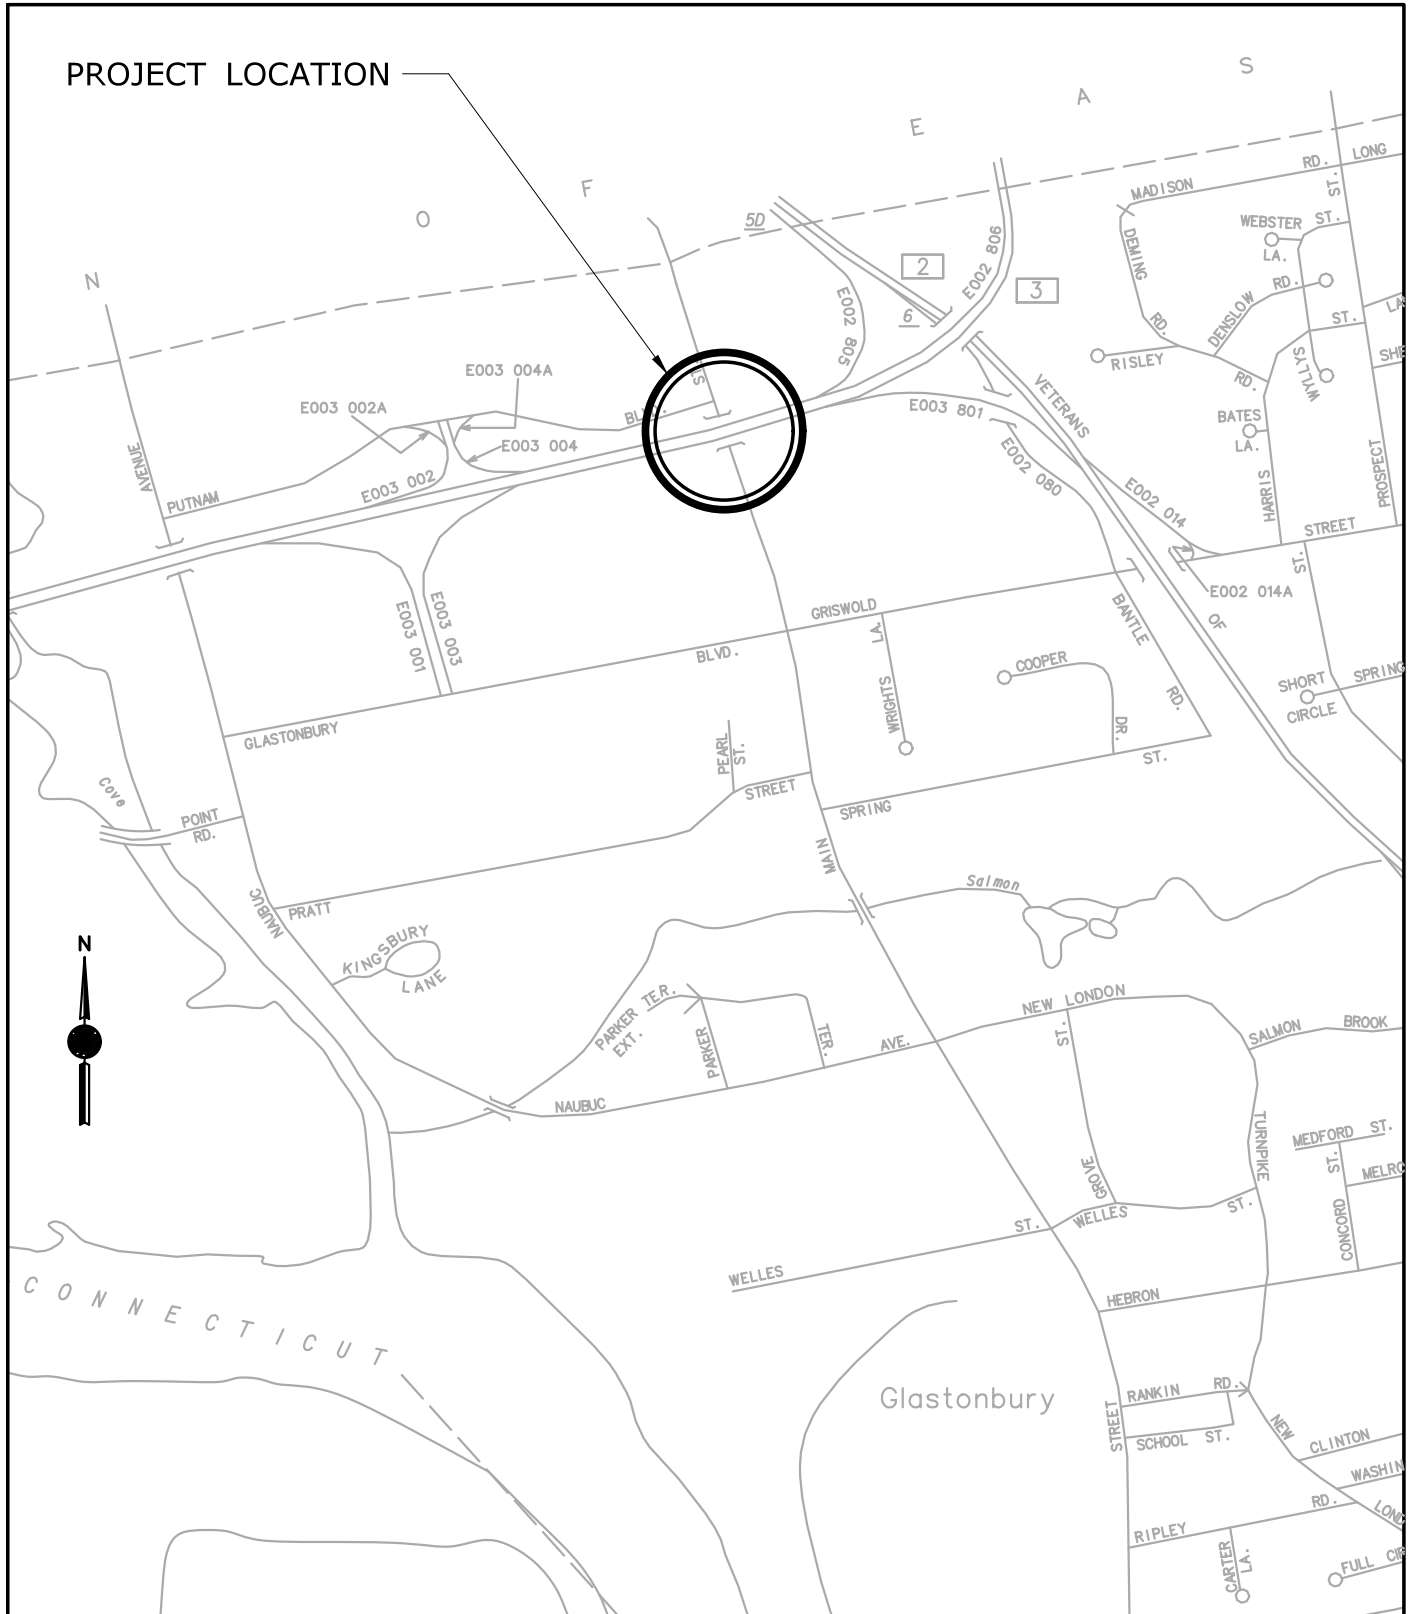 PROJECT LOCATION
N O F E A S
5D
2
3
6
E002 806
E002 805
MADISON RD.
LONG
ST.
DEMING RD.
WEBSTER LA.
ST.
DENSLOW RD.
WYLLYS ST.
RISLEY
RD.
BATES LA.
HARRIS
PROSPECT
STREET
E003 004A
E003 002A
E003 004
E003 002
BLVD.
PUTNAM
AVENUE
E003 801
VETERANS
OF
E002 080
E002 014
E002 014A
E003 001
E003 003
GRISWOLD
BLVD.
GLASTONBURY
BANTLE RD.
WRIGHTS LA.
COOPER DR.
ST.
SHORT CIRCLE
SPRING
PEARL ST.
STREET
SPRING
ST.
Cove
POINT RD.
MAIN
NAUBUC
PRATT
KINGSBURY LANE
Salmon
N
PARKER TER. EXT.
PARKER
TER.
AVE.
NAUBUC
NEW LONDON
ST.
SALMON BROOK
TURNPIKE
GROVE
MEDFORD ST.
ST.
CONCORD
WELLES ST.
WELLES
ST.
HEBRON
CONNECTICUT
Glastonbury
STREET
RANKIN RD.
SCHOOL ST.
NEW
CLINTON
RIPLEY RD.
CARTER LA.
FULL